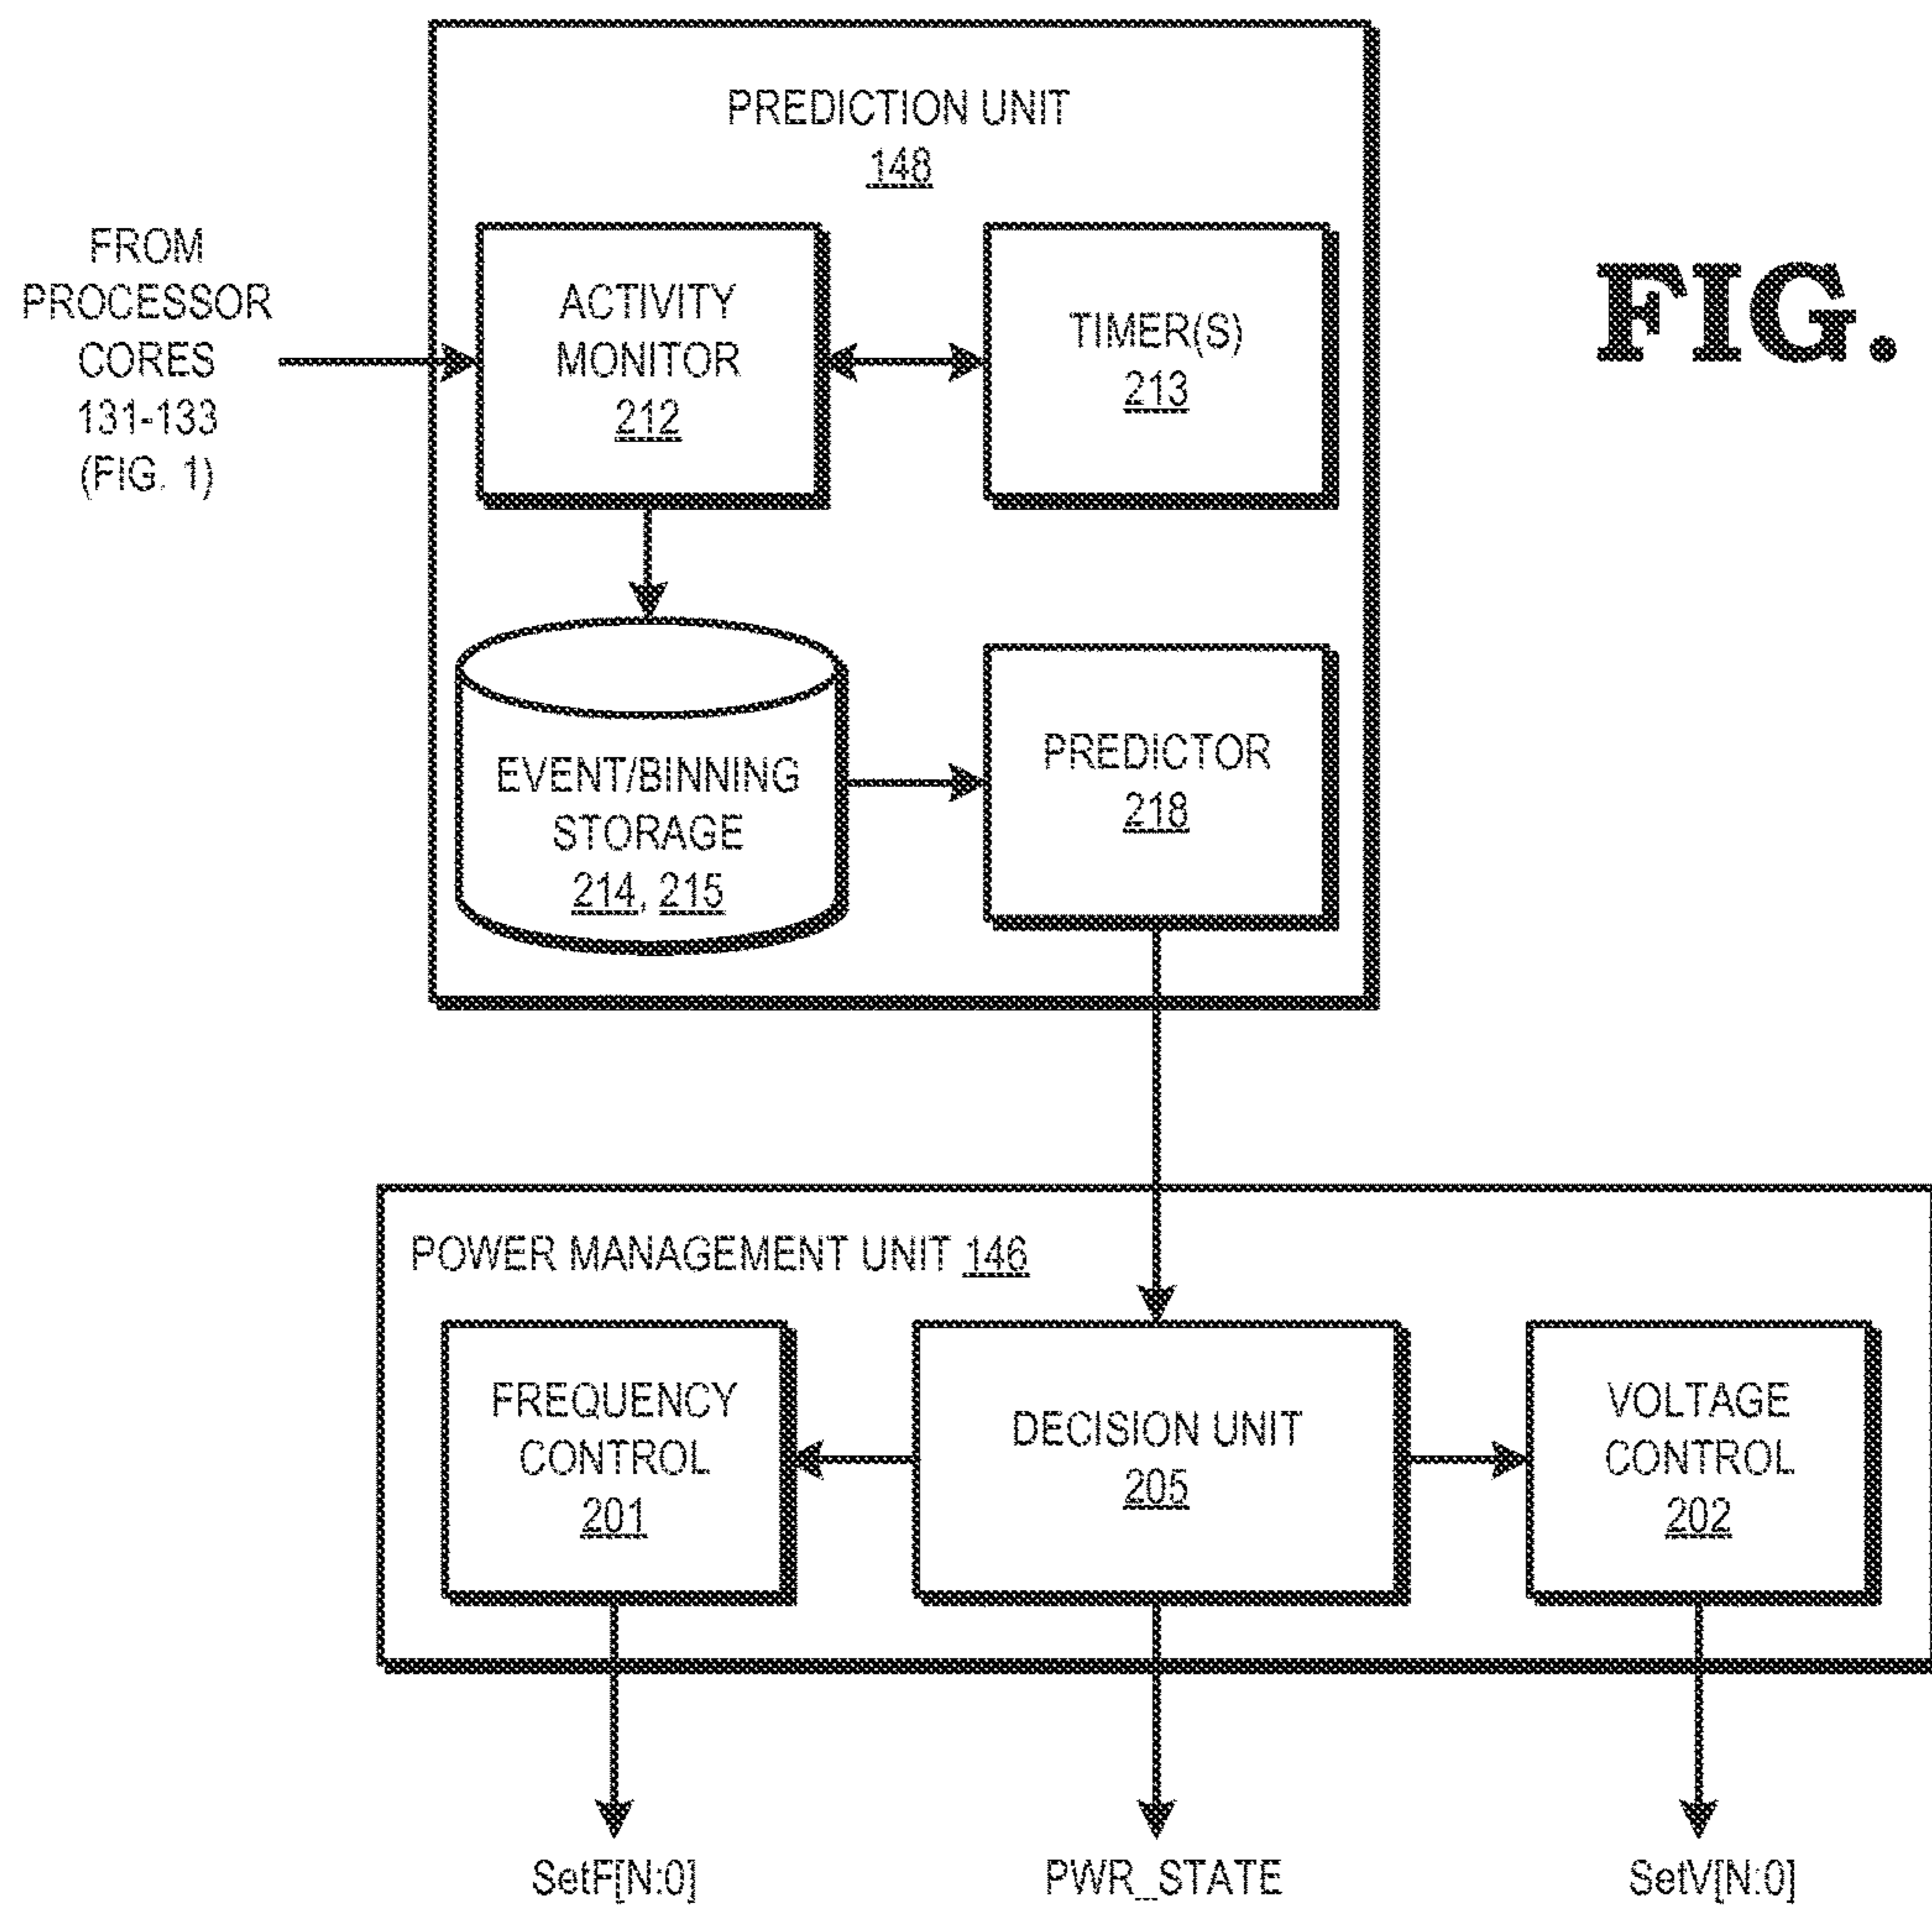 PREDICTION UNIT
148
FROM
PROCESSOR
CORES
131-133
(FIG. 1)
ACTIVITY
MONITOR
212
TIMER(S)
213
FIG.
EVENT/BINNING
STORAGE
214, 215
PREDICTOR
218
POWER MANAGEMENT UNIT 146
FREQUENCY
CONTROL
201
DECISION UNIT
205
VOLTAGE
CONTROL
202
SetF[N:0]
PWR_STATE
SetV[N:0]